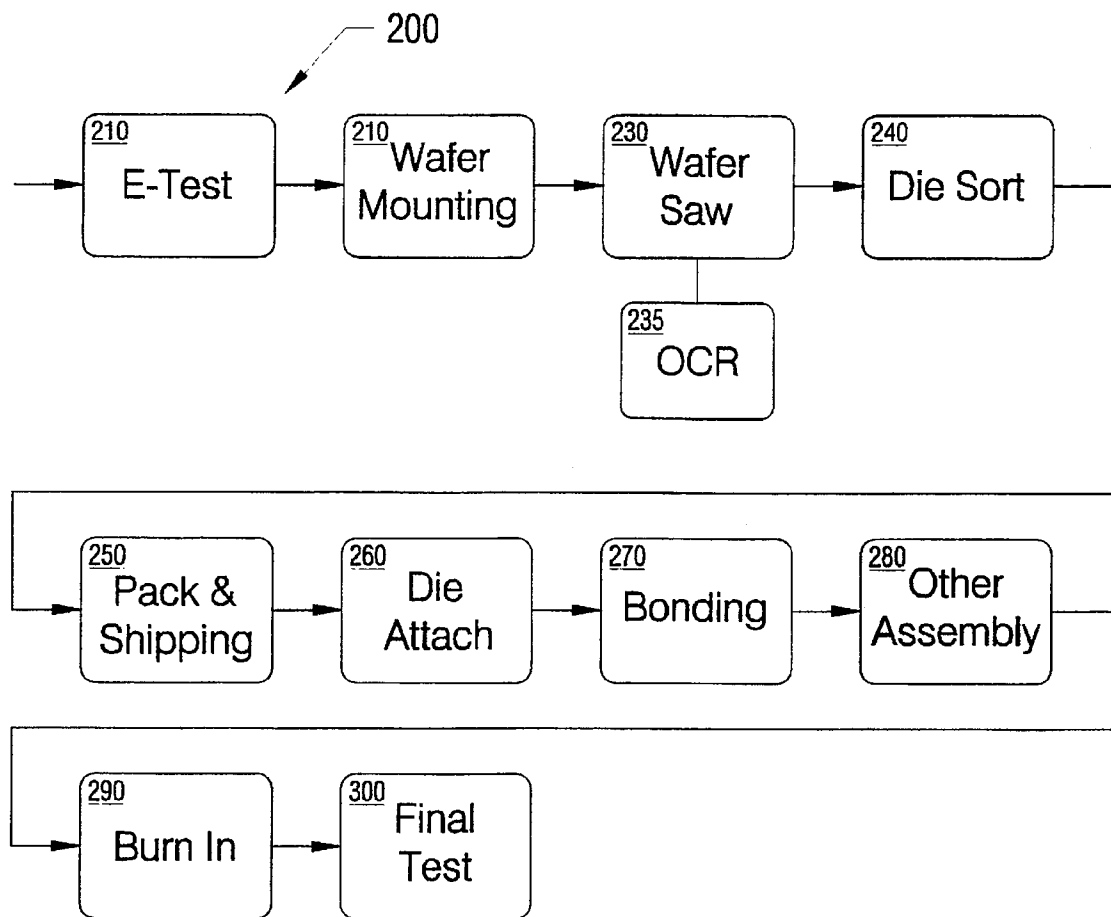 200
210
E-Test
210
Wafer
Mounting
230
Wafer
Saw
240
Die Sort
235
OCR
250
Pack &
Shipping
260
Die
Attach
270
Bonding
280
Other
Assembly
290
Burn In
300
Final
Test